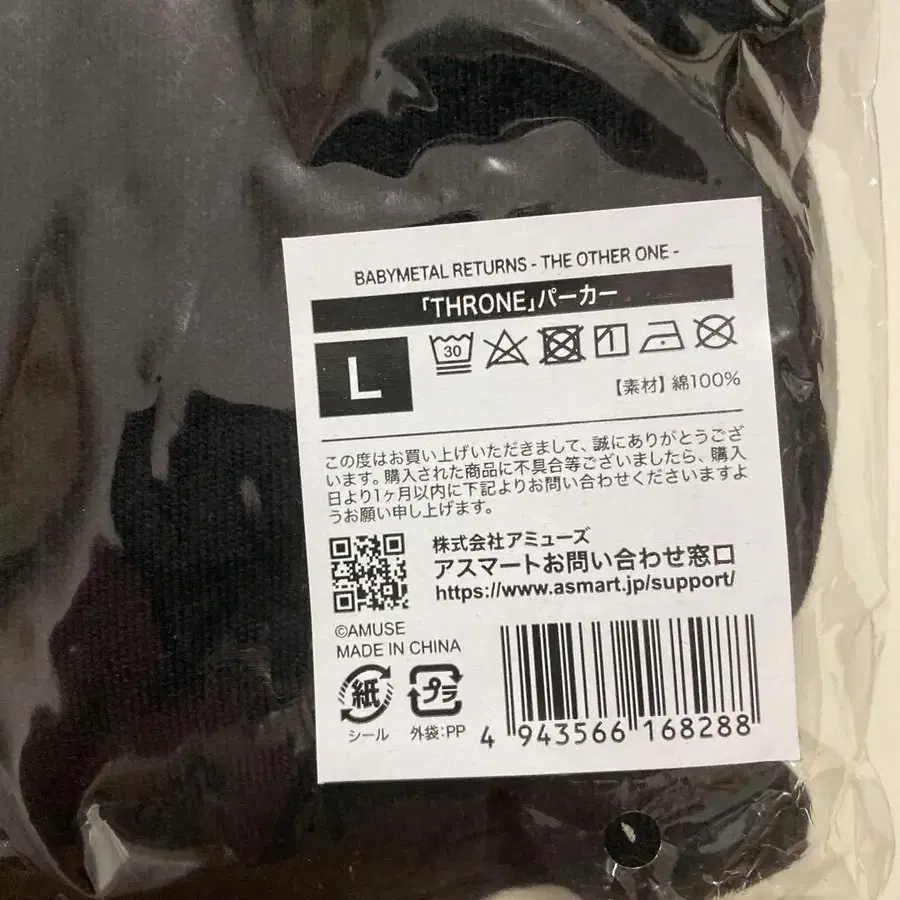 BABYMETAL RETURNS - THE OTHER ONE -
「THRONE」パーカー
L
30
【素材】綿100%
この度はお買い上げいただきまして、誠にありがとうござ
います。購入された商品に不具合等ございましたら、購入
日より1ヶ月以内に下記よりお問い合わせくださいますよ
うお願い申し上げます。
株式会社アミューズ
アスマートお問い合わせ窓口
https://www.asmart.jp/support/
©AMUSE
MADE IN CHINA
紙
シール
プラ
外袋:PP
4 943566 168288